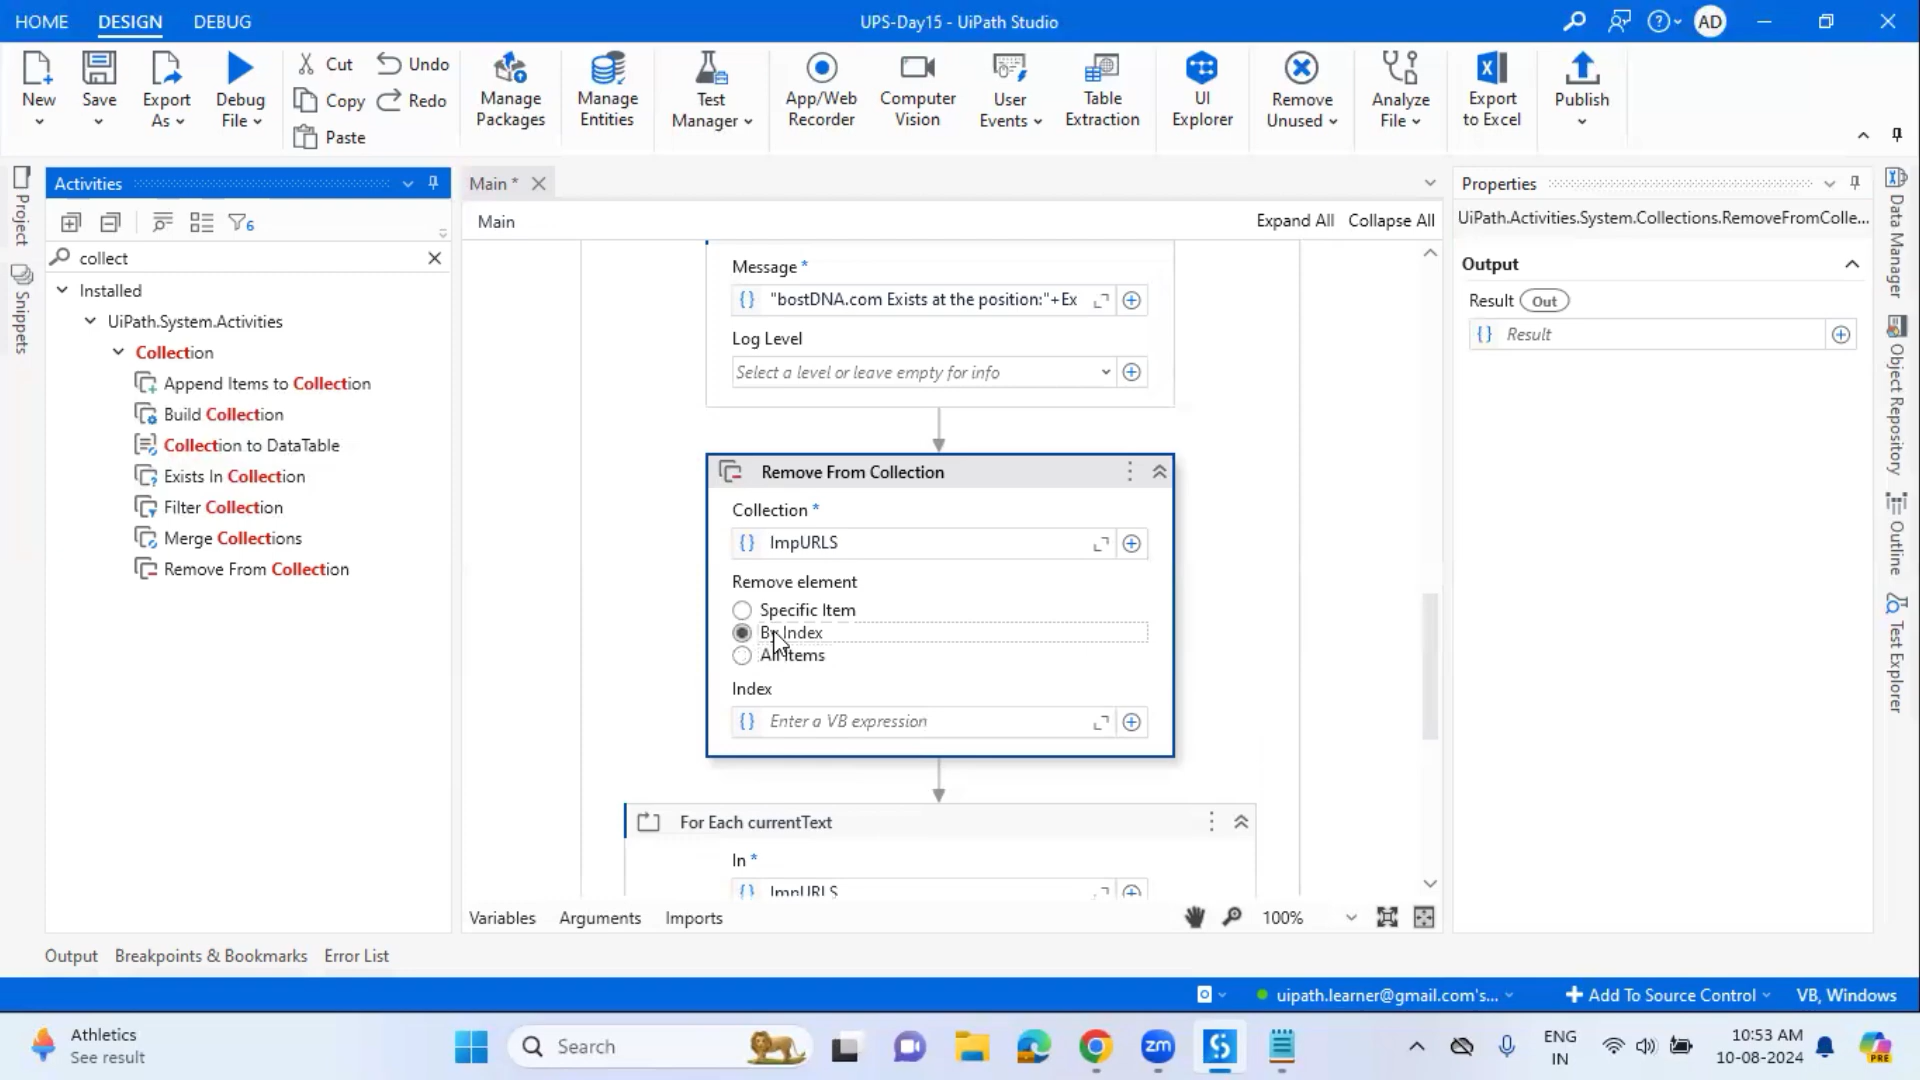 HOME DESIGN DEBUG
UPS-Day15 - UiPath Studio
AD
New
Save
Export As
Debug File
Cut
Copy
Paste
Undo
Redo
Manage Packages
Manage Entities
Test Manager
App/Web Recorder
Computer Vision
User Events
Table Extraction
UI Explorer
Remove Unused
Analyze File
Export to Excel
Publish
Project
Snippets
Activities
6
collect
Installed
UiPath.System.Activities
Collection
Append Items to Collection
Build Collection
Collection to DataTable
Exists In Collection
Filter Collection
Merge Collections
Remove From Collection
Main *
Main
Expand All Collapse All
Message *
"bostDNA.com Exists at the position:"+Ex
Log Level
Select a level or leave empty for info
Remove From Collection
Collection *
ImpURLS
Remove element
Specific Item
By Index
All Items
Index
Enter a VB expression
For Each currentText
In *
ImpURLS
Variables Arguments Imports
100%
Properties
UiPath.Activities.System.Collections.RemoveFromColle...
Output
Result Out
Result
Data Manager
Object Repository
Outline
Test Explorer
Output Breakpoints & Bookmarks Error List
uipath.learner@gmail.com's...
Add To Source Control
VB, Windows
Athletics
See result
Search
zm
ENG
IN
10:53 AM
10-08-2024
PRE